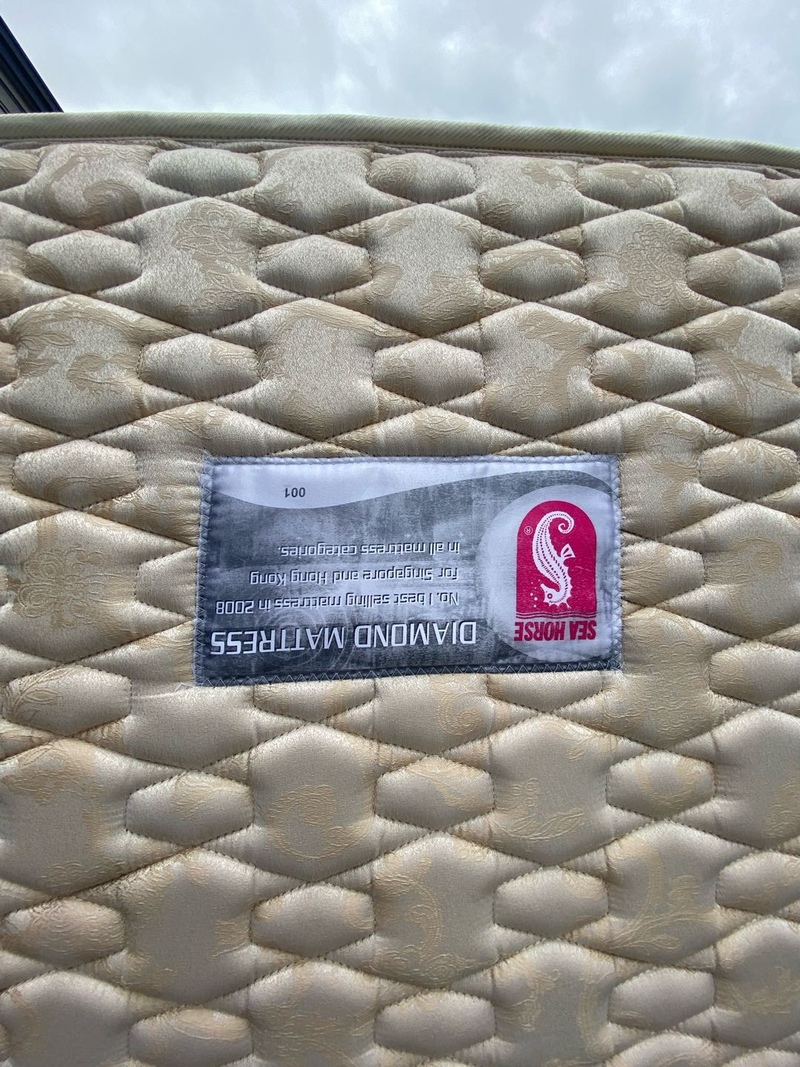 SEA HORSE
®
DIAMOND MATTRESS
No. 1 best selling mattress in 2008
for Singapore and Hong Kong
in all mattress categories.
001